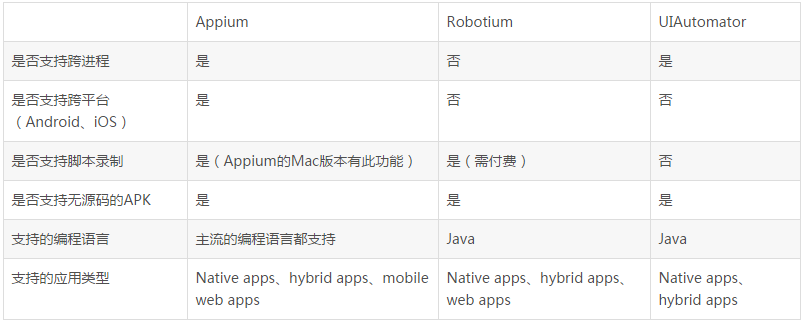 Appium Robotium UIAutomator
是否支持跨进程 是 否 是
是否支持跨平台 是 否 否
（Android、iOS）
是否支持脚本录制 是（Appium的Mac版本有此功能） 是（需付费） 否
是否支持无源码的APK 是 是 是
支持的编程语言 主流的编程语言都支持 Java Java
支持的应用类型 Native apps、hybrid apps、mobile Native apps、hybrid apps、 Native apps、
web apps web apps hybrid apps